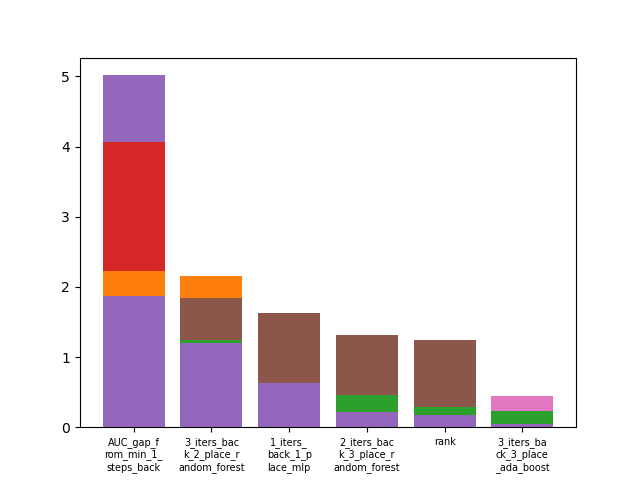 5
4
3
2
1
0
AUC_gap_f
rom_min_1_
steps_back
3_iters_bac
k_2_place_r
andom_forest
1_iters_
back_1_p
lace_mlp
2_iters_bac
k_3_place_r
andom_forest
rank
3_iters_ba
ck_3_place
_ada_boost